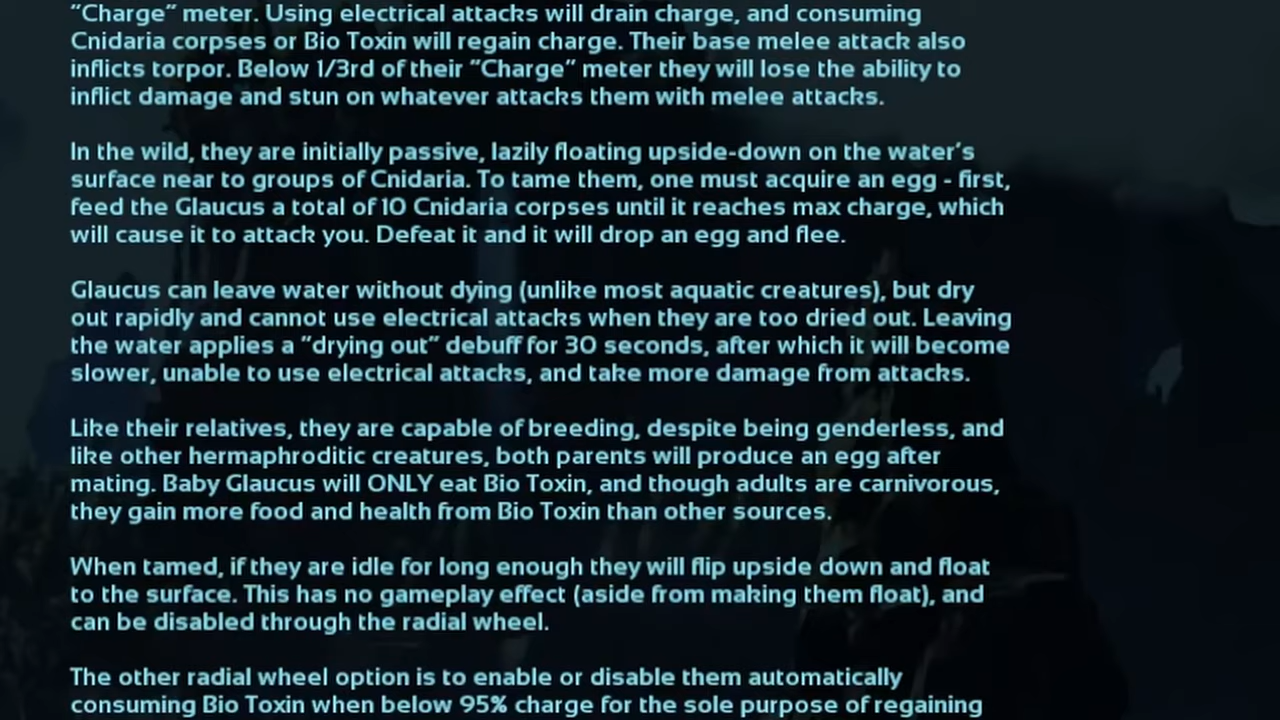 "Charge" meter. Using electrical attacks will drain charge, and consuming
Cnidaria corpses or Bio Toxin will regain charge. Their base melee attack also
inflicts torpor. Below 1/3rd of their "Charge" meter they will lose the ability to
inflict damage and stun on whatever attacks them with melee attacks.
In the wild, they are initially passive, lazily floating upside-down on the water's
surface near to groups of Cnidaria. To tame them, one must acquire an egg - first,
feed the Glaucus a total of 10 Cnidaria corpses until it reaches max charge, which
will cause it to attack you. Defeat it and it will drop an egg and flee.
Glaucus can leave water without dying (unlike most aquatic creatures), but dry
out rapidly and cannot use electrical attacks when they are too dried out. Leaving
the water applies a "drying out" debuff for 30 seconds, after which it will become
slower, unable to use electrical attacks, and take more damage from attacks.
Like their relatives, they are capable of breeding, despite being genderless, and
like other hermaphroditic creatures, both parents will produce an egg after
mating. Baby Glaucus will ONLY eat Bio Toxin, and though adults are carnivorous,
they gain more food and health from Bio Toxin than other sources.
When tamed, if they are idle for long enough they will flip upside down and float
to the surface. This has no gameplay effect (aside from making them float), and
can be disabled through the radial wheel.
The other radial wheel option is to enable or disable them automatically
consuming Bio Toxin when below 95% charge for the sole purpose of regaining